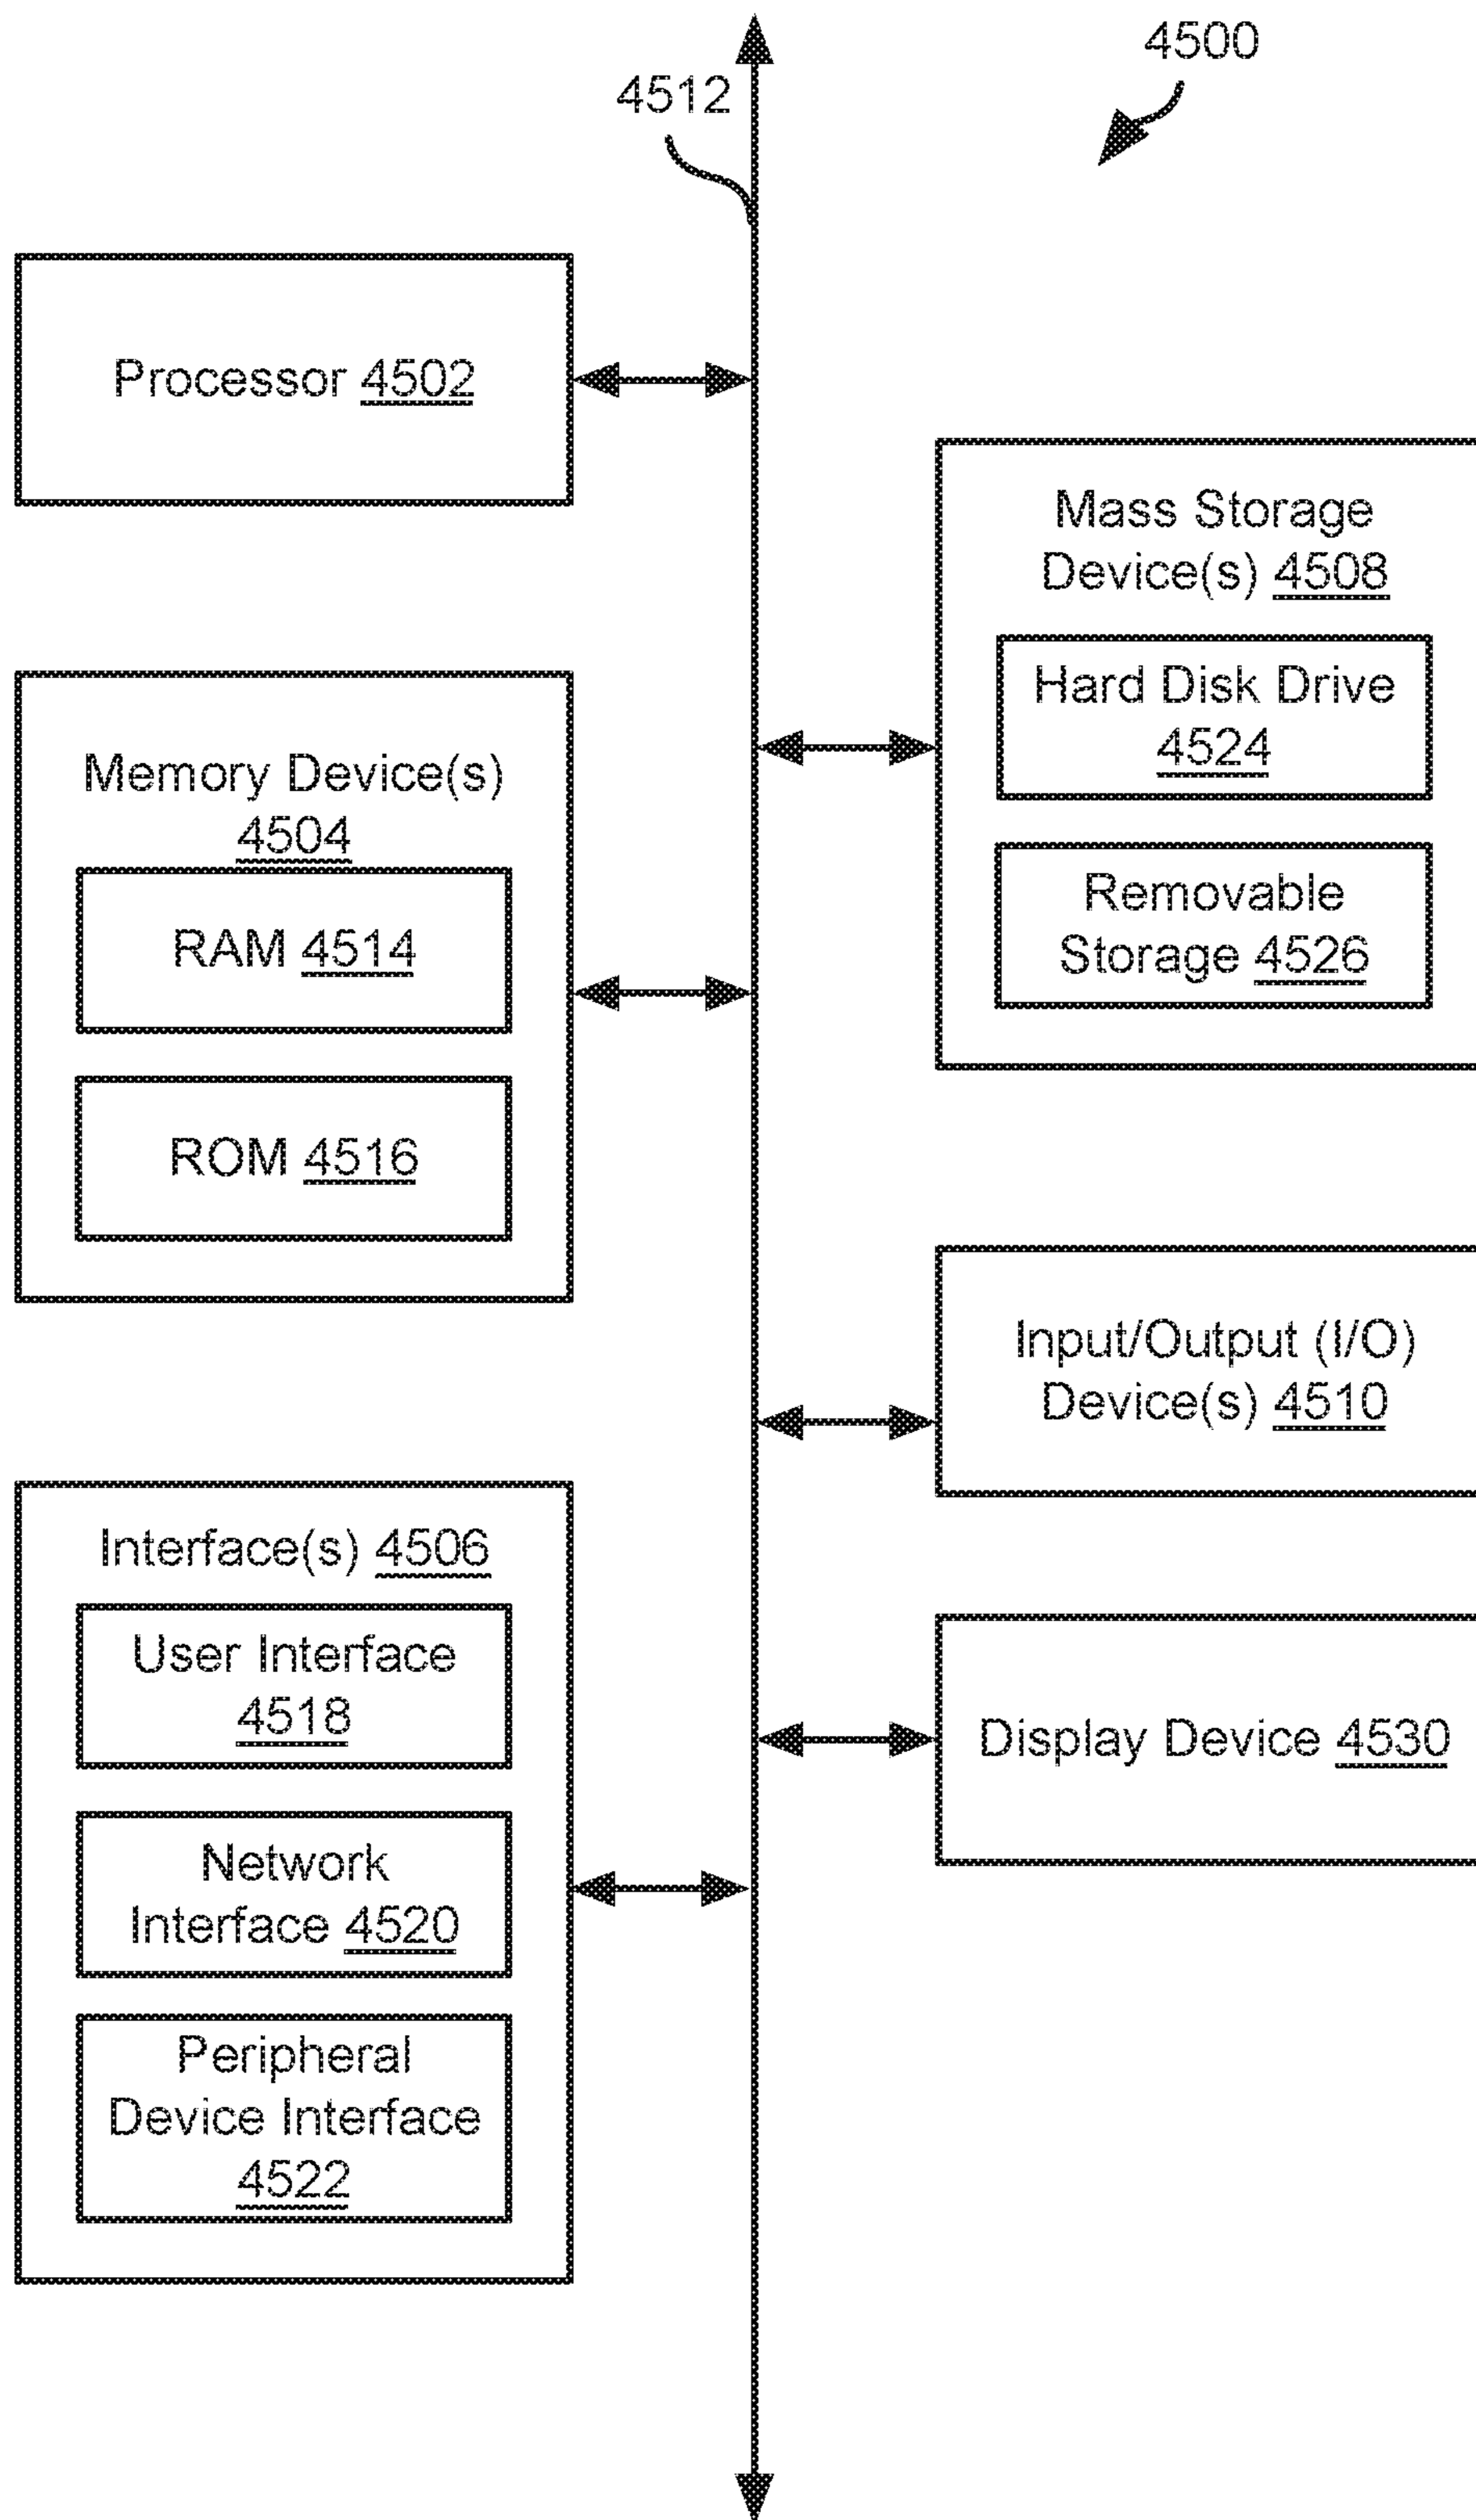 4500
4512
Processor 4502
Mass Storage
Device(s) 4508
Hard Disk Drive
4524
Removable
Storage 4526
Memory Device(s)
4504
RAM 4514
ROM 4516
Input/Output (I/O)
Device(s) 4510
Interface(s) 4506
User Interface
4518
Network
Interface 4520
Peripheral
Device Interface
4522
Display Device 4530